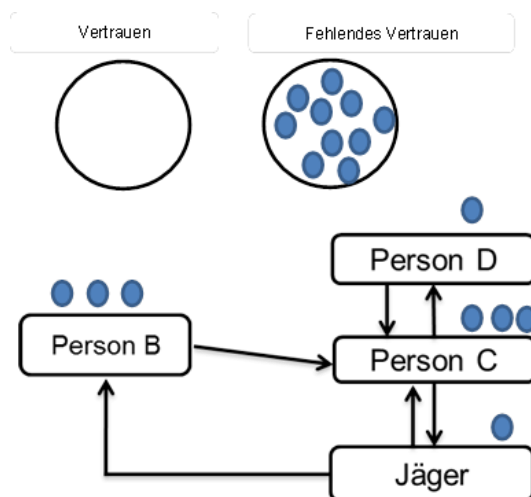 Vertrauen
Fehlendes Vertrauen
Person D
Person B
Person C
Jäger